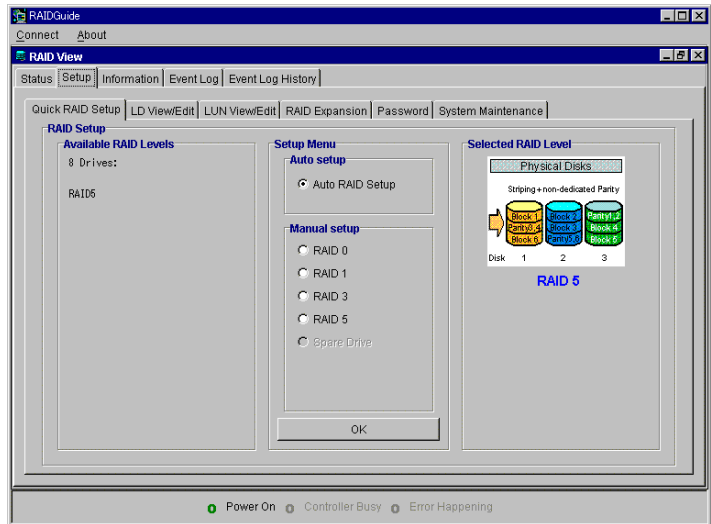 RAIDGuide
Connect About
RAID View
Status Setup Information Event Log Event Log History
Quick RAID Setup LD View/Edit LUN View/Edit RAID Expansion Password System Maintenance
RAID Setup
Available RAID Levels
8 Drives:
RAID5
Setup Menu
Auto setup
Auto RAID Setup
Manual setup
RAID 0
RAID 1
RAID 3
RAID 5
Spare Drive
OK
Selected RAID Level
Physical Disks
Striping+non-dedicated Parity
Block 1 Block 2 Parity1,2
Parity3,4 Block 3 Block 4
Block 6 Parity5,6 Block 5
Disk 1 2 3
RAID 5
Power On Controller Busy Error Happening